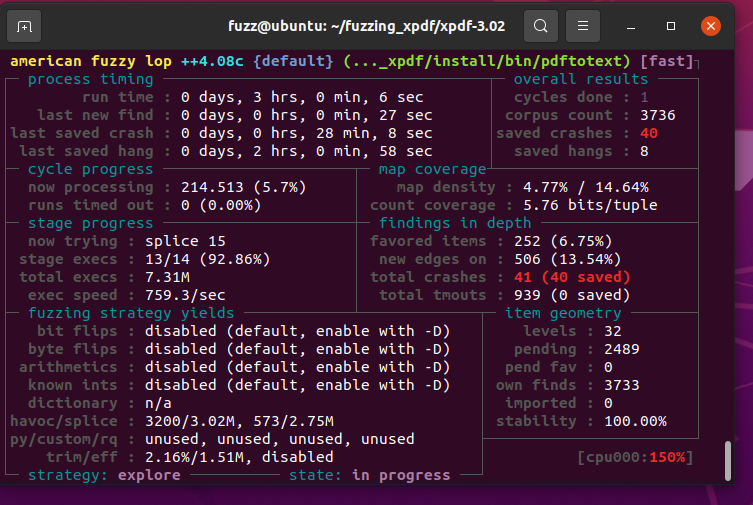 fuzz@ubuntu: ~/fuzzing_xpdf/xpdf-3.02
american fuzzy lop ++4.08c {default} (..._xpdf/install/bin/pdftotext) [fast]
process timing overall results
run time : 0 days, 3 hrs, 0 min, 6 sec cycles done : 1
last new find : 0 days, 0 hrs, 0 min, 27 sec corpus count : 3736
last saved crash : 0 days, 0 hrs, 28 min, 8 sec saved crashes : 40
last saved hang : 0 days, 2 hrs, 0 min, 58 sec saved hangs : 8
cycle progress map coverage
now processing : 214.513 (5.7%) map density : 4.77% / 14.64%
runs timed out : 0 (0.00%) count coverage : 5.76 bits/tuple
stage progress findings in depth
now trying : splice 15 favored items : 252 (6.75%)
stage execs : 13/14 (92.86%) new edges on : 506 (13.54%)
total execs : 7.31M total crashes : 41 (40 saved)
exec speed : 759.3/sec total tmouts : 939 (0 saved)
fuzzing strategy yields item geometry
bit flips : disabled (default, enable with -D) levels : 32
byte flips : disabled (default, enable with -D) pending : 2489
arithmetics : disabled (default, enable with -D) pend fav : 0
known ints : disabled (default, enable with -D) own finds : 3733
dictionary : n/a imported : 0
havoc/splice : 3200/3.02M, 573/2.75M stability : 100.00%
py/custom/rq : unused, unused, unused, unused
trim/eff : 2.16%/1.51M, disabled [cpu000:150%]
strategy: explore state: in progress